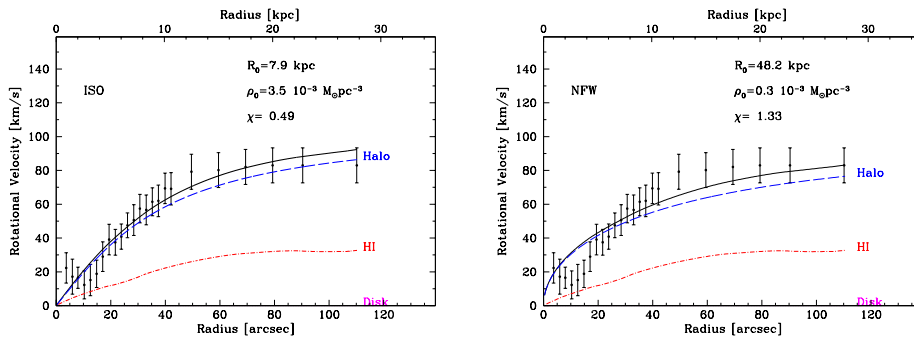 Radius [kpc]
0 10 20 30
R₀=7.9 kpc
ISO
ρ₀=3.5 10⁻³ M⊙pc⁻³
χ= 0.49
Halo
HI
Disk
Rotational Velocity [km/s]
140
120
100
80
60
40
20
0
0 20 40 60 80 100 120
Radius [arcsec]
Radius [kpc]
0 10 20 30
R₀=48.2 kpc
NFW
ρ₀=0.3 10⁻³ M⊙pc⁻³
χ= 1.33
Halo
HI
Disk
Rotational Velocity [km/s]
140
120
100
80
60
40
20
0
0 20 40 60 80 100 120
Radius [arcsec]